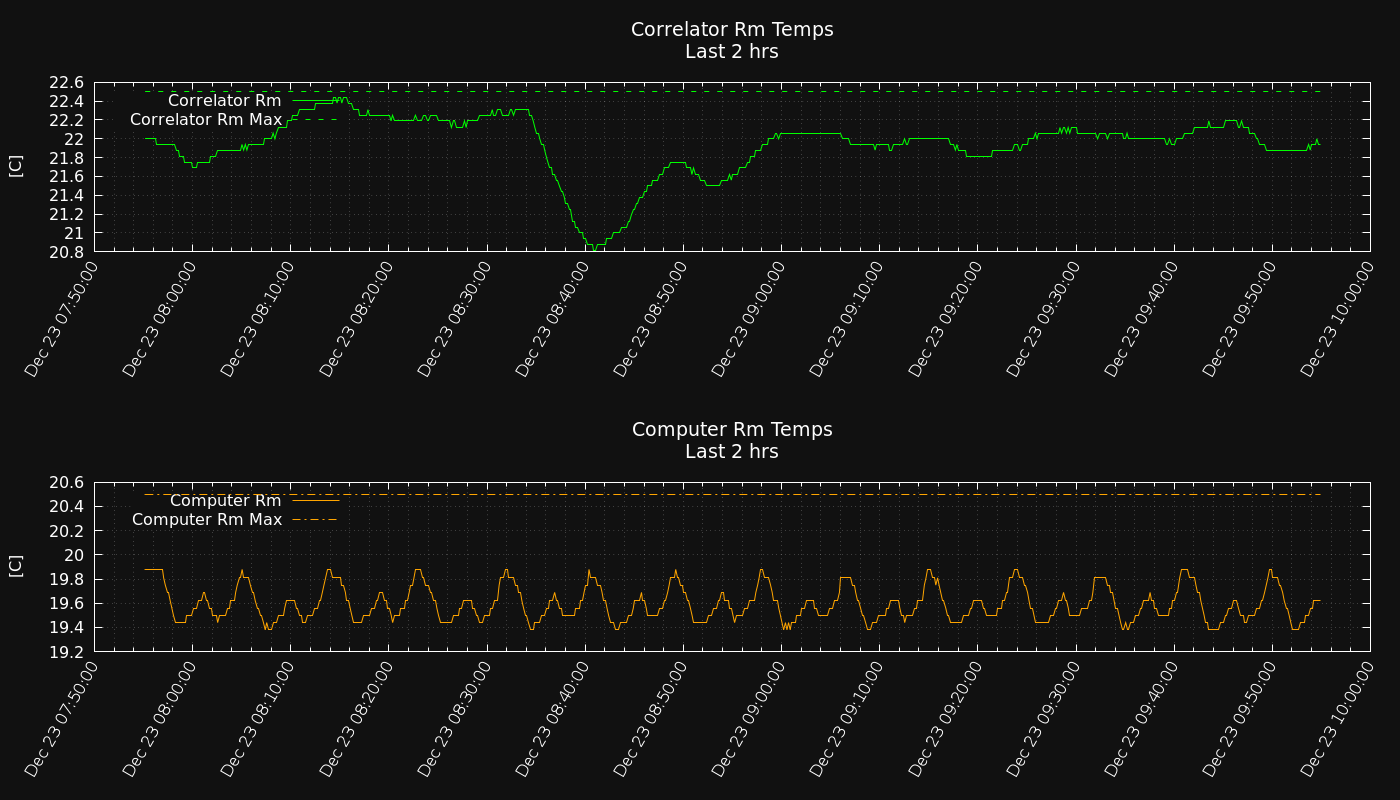 Correlator Rm Temps
Last 2 hrs
22.6
22.4
22.2
22
21.8
21.6
21.4
21.2
21
20.8
[C]
Correlator Rm
Correlator Rm Max
Dec 23 07:50:00
Dec 23 08:00:00
Dec 23 08:10:00
Dec 23 08:20:00
Dec 23 08:30:00
Dec 23 08:40:00
Dec 23 08:50:00
Dec 23 09:00:00
Dec 23 09:10:00
Dec 23 09:20:00
Dec 23 09:30:00
Dec 23 09:40:00
Dec 23 09:50:00
Dec 23 10:00:00
Computer Rm Temps
Last 2 hrs
20.6
20.4
20.2
20
19.8
19.6
19.4
19.2
[C]
Computer Rm
Computer Rm Max
Dec 23 07:50:00
Dec 23 08:00:00
Dec 23 08:10:00
Dec 23 08:20:00
Dec 23 08:30:00
Dec 23 08:40:00
Dec 23 08:50:00
Dec 23 09:00:00
Dec 23 09:10:00
Dec 23 09:20:00
Dec 23 09:30:00
Dec 23 09:40:00
Dec 23 09:50:00
Dec 23 10:00:00